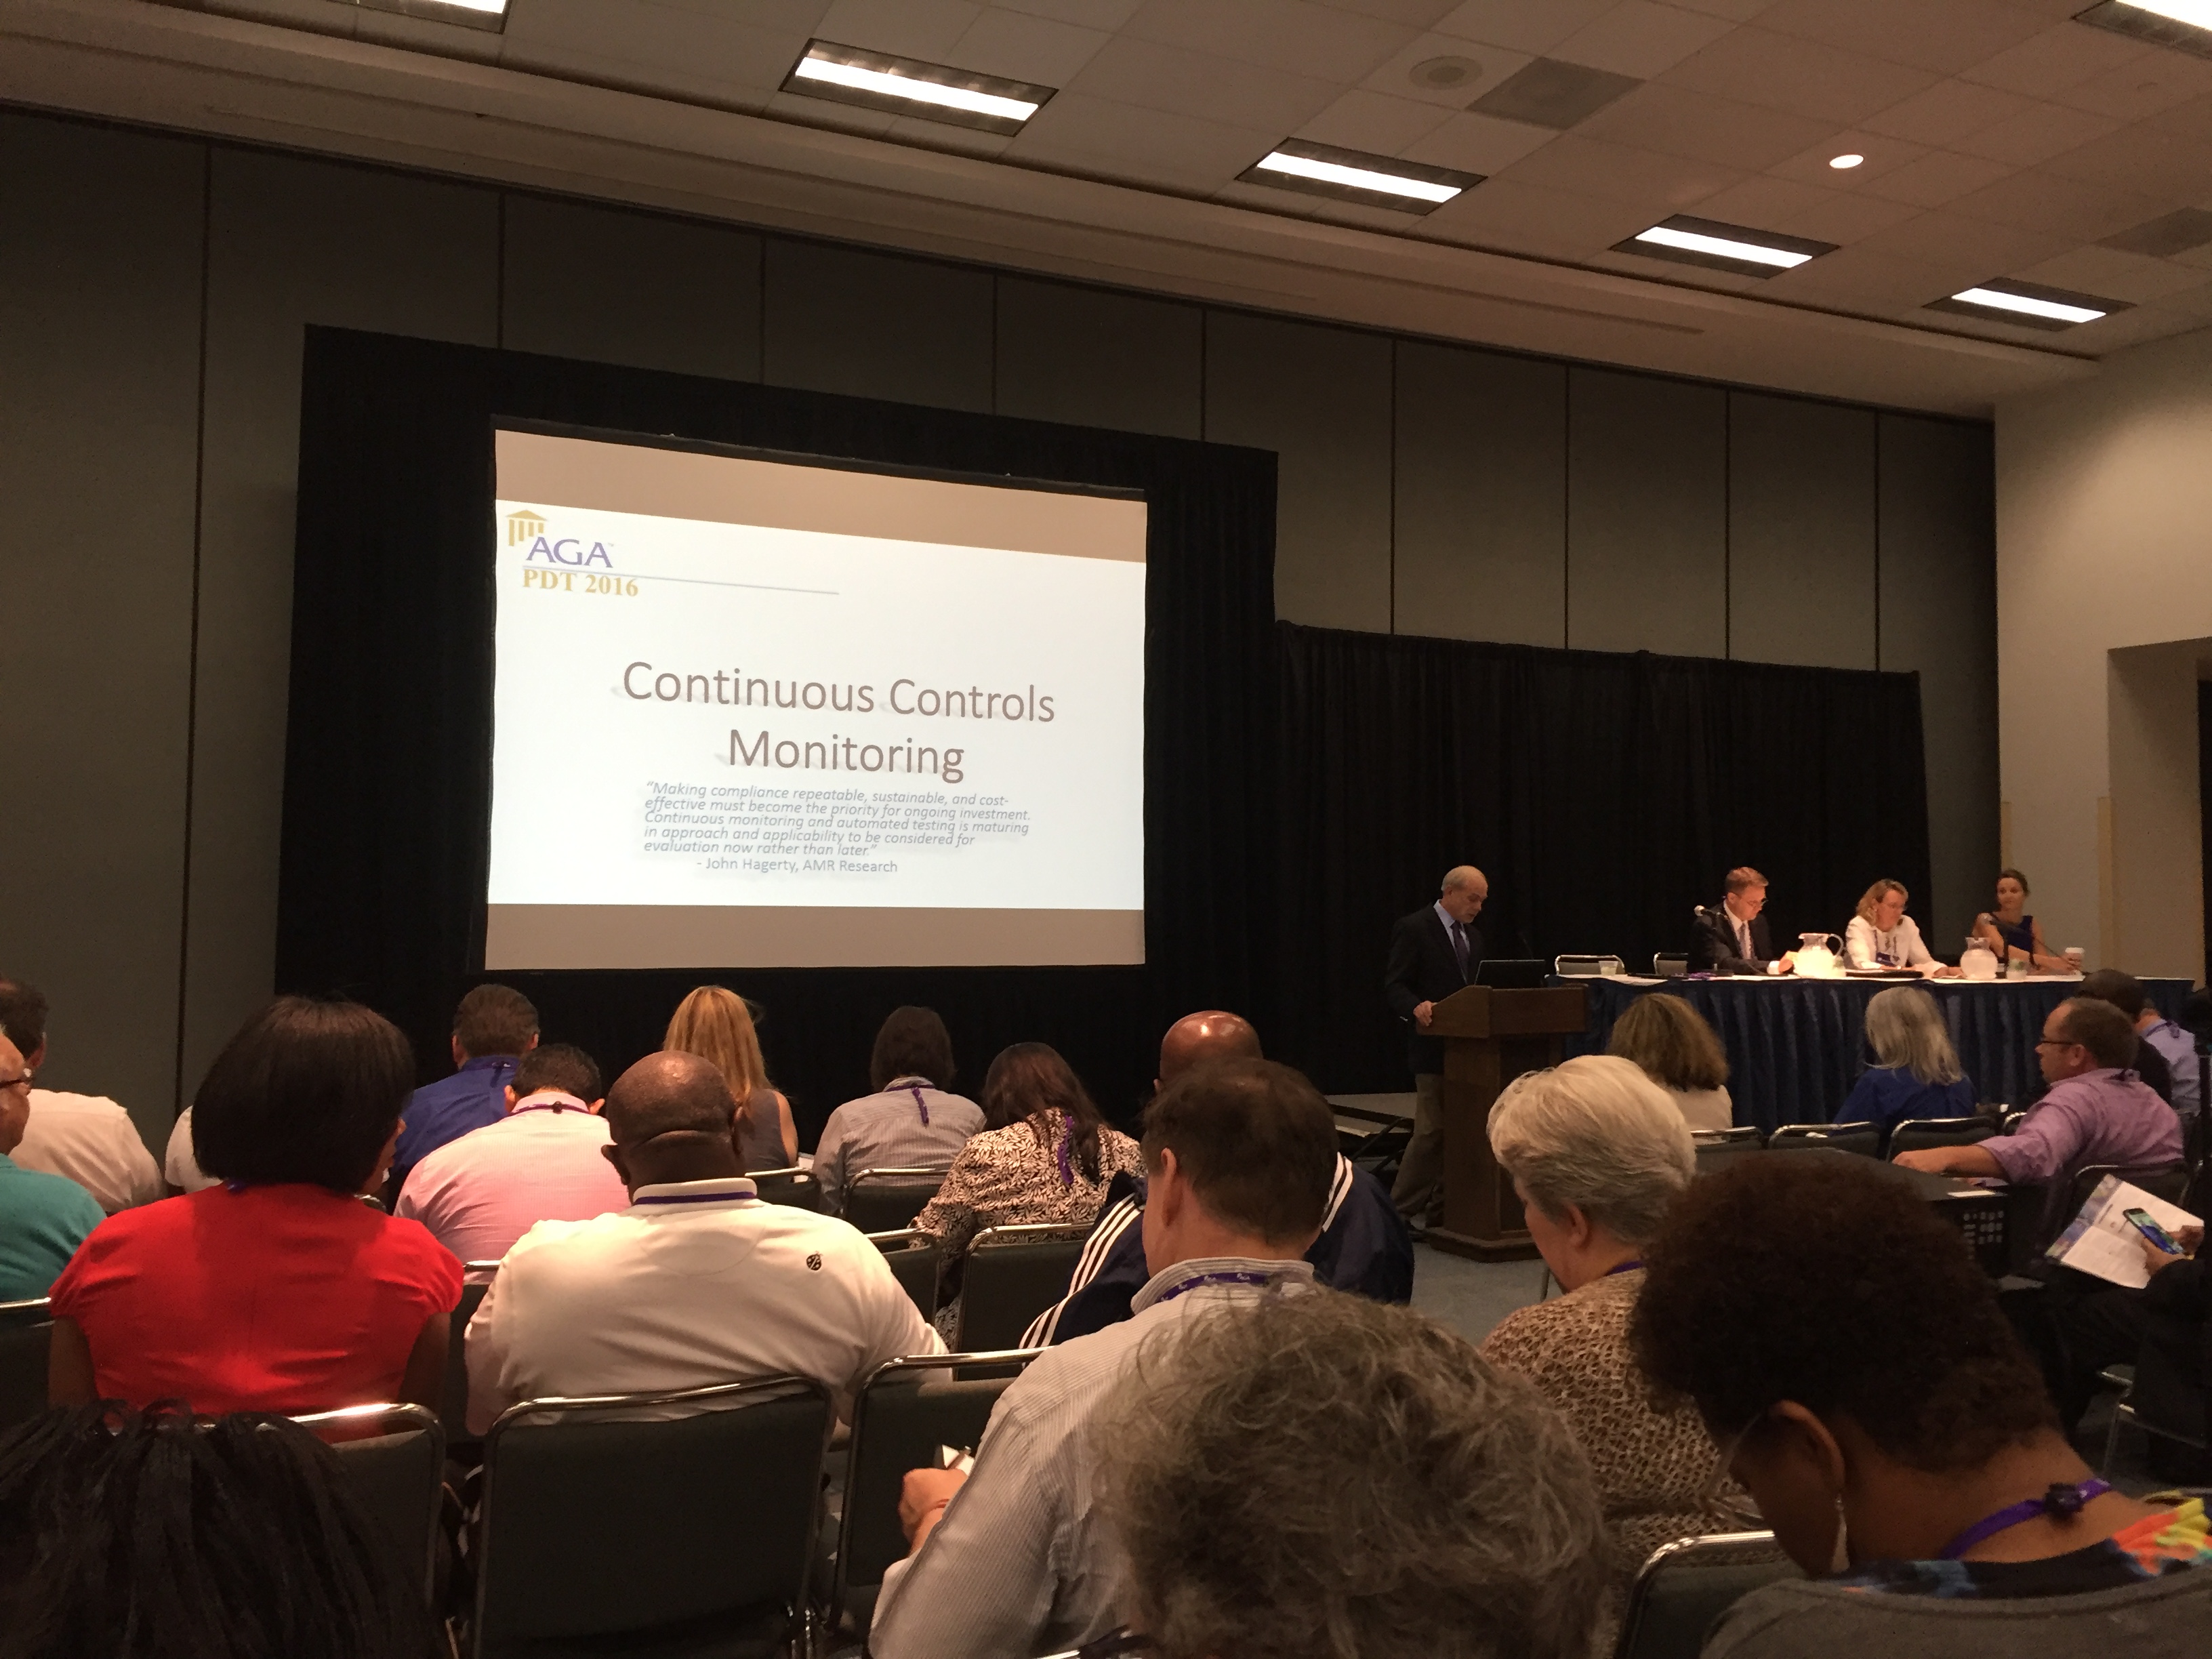 AGA™
PDT 2016
Continuous Controls
Monitoring
"Making compliance repeatable, sustainable, and cost-
effective must become the priority for ongoing investment.
Continuous monitoring and automated testing is maturing
in approach and applicability to be considered for
evaluation now rather than later."
- John Hagerty, AMR Research